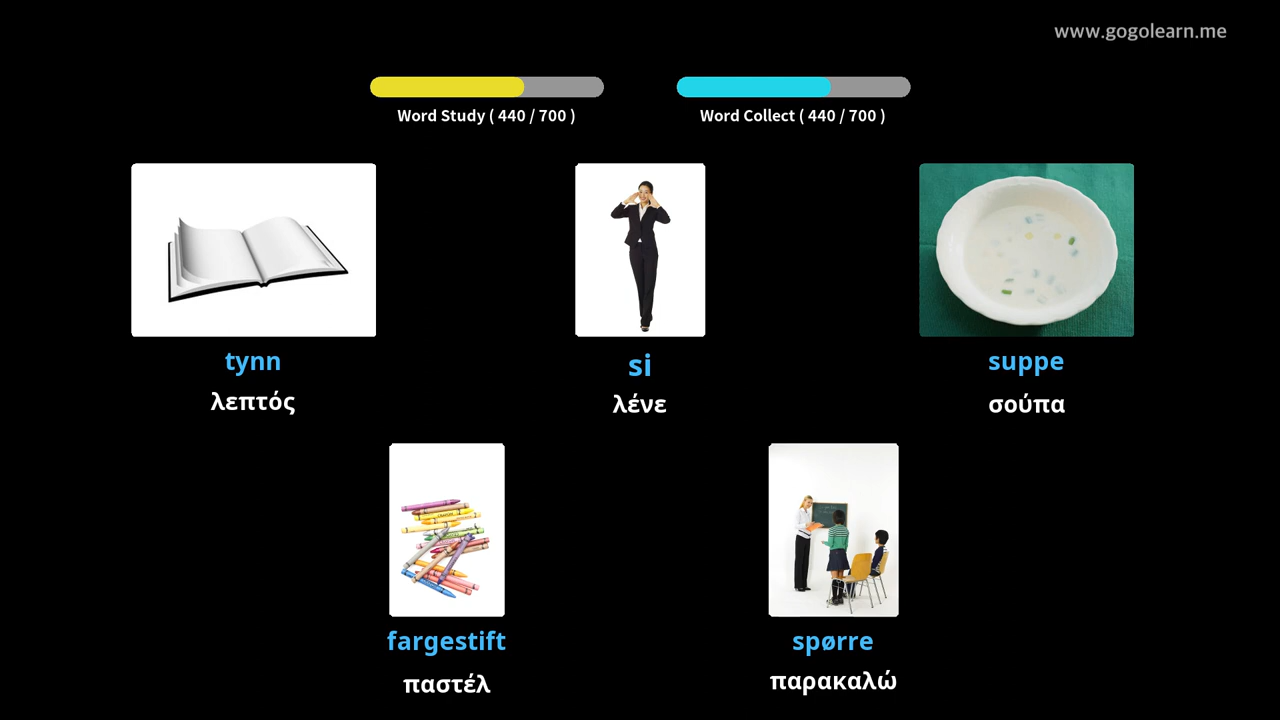 www.gogolearn.me
Word Study ( 440 / 700 )
Word Collect ( 440 / 700 )
tynn
λεπτός
si
λένε
suppe
σούπα
fargestift
παστέλ
spørre
παρακαλώ